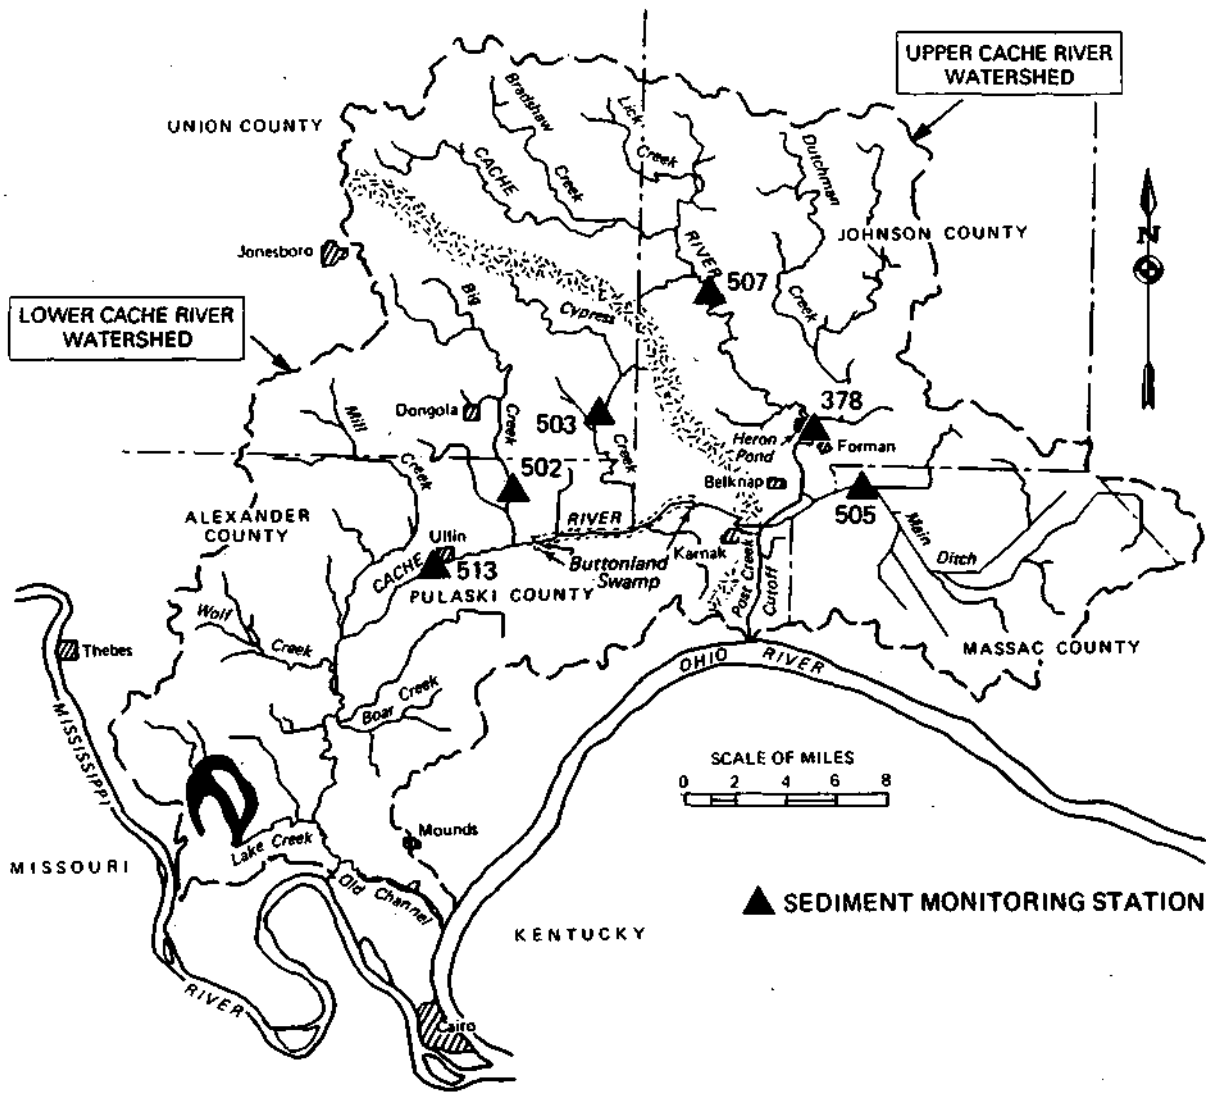 UPPER CACHE RIVER
WATERSHED
UNION COUNTY
Bradshaw
Creek
Lick
Creek
Dutchman
Creek
CACHE
RIVER
JOHNSON COUNTY
N
Jonesboro
507
LOWER CACHE RIVER
WATERSHED
Big
Creek
Cypress
Creek
Mill
Creek
Dongola
503
378
Heron
Pond
Forman
502
Belknap
505
ALEXANDER
COUNTY
RIVER
Main
Ditch
Ullin
CACHE
513
Buttonland
Swamp
Karnak
Post Creek
Cutoff
PULASKI COUNTY
Wolf
Creek
MASSAC COUNTY
Thebes
OHIO RIVER
Boar Creek
MISSISSIPPI
RIVER
SCALE OF MILES
0 2 4 6 8
Mounds
Lake Creek
MISSOURI
Old Channel
SEDIMENT MONITORING STATION
KENTUCKY
Cairo